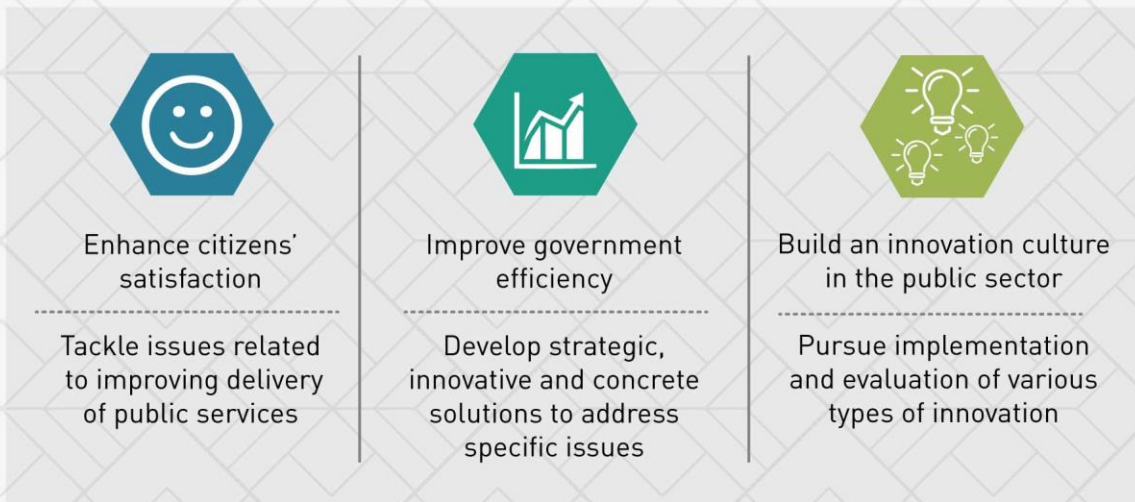 Enhance citizens’
satisfaction
Tackle issues related
to improving delivery
of public services
Improve government
efficiency
Develop strategic,
innovative and concrete
solutions to address
specific issues
Build an innovation culture
in the public sector
Pursue implementation
and evaluation of various
types of innovation